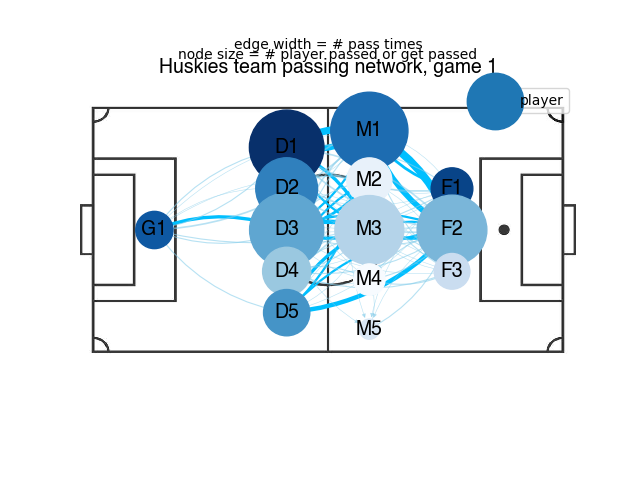 edge width = # pass times
node size = # player passed or get passed
Huskies team passing network, game 1
player
M1
D1
M2
D2
F1
G1
D3
M3
F2
D4
M4
F3
D5
M5